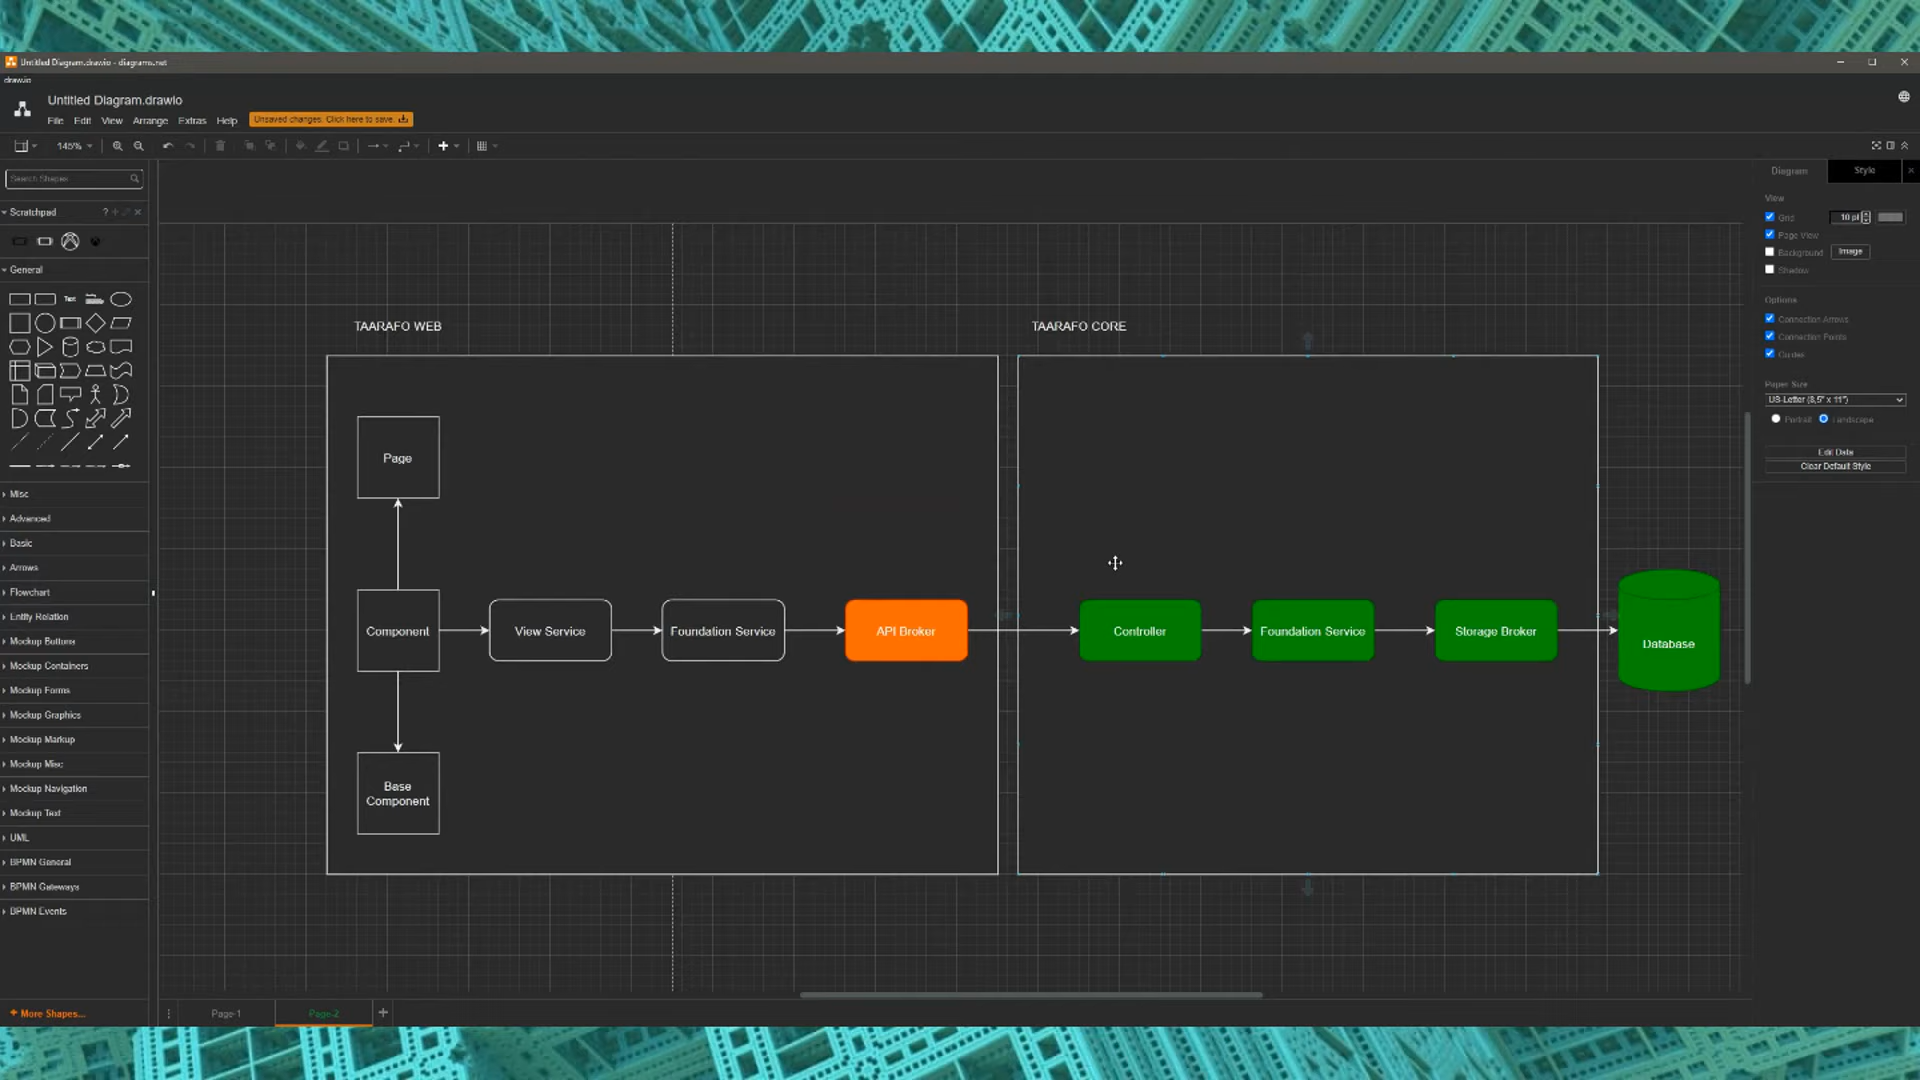 Untitled Diagram.drawio - diagrams.net
draw.io
Untitled Diagram.drawio
File Edit View Arrange Extras Help
Unsaved changes. Click here to save.
145%
Search Shapes
Scratchpad
?
General
Text
Misc
Advanced
Basic
Arrows
Flowchart
Entity Relation
Mockup Buttons
Mockup Containers
Mockup Forms
Mockup Graphics
Mockup Markup
Mockup Misc
Mockup Navigation
Mockup Text
UML
BPMN General
BPMN Gateways
BPMN Events
+ More Shapes...
TAARAFO WEB
Page
Component
Base
Component
View Service
Foundation Service
API Broker
TAARAFO CORE
Controller
Foundation Service
Storage Broker
Database
Page-1
Page-2
Diagram
Style
View
Grid
10 pt
Page View
Background
Image
Shadow
Options
Connection Arrows
Connection Points
Guides
Paper Size
US-Letter (8,5" x 11")
Portrait
Landscape
Edit Data
Clear Default Style